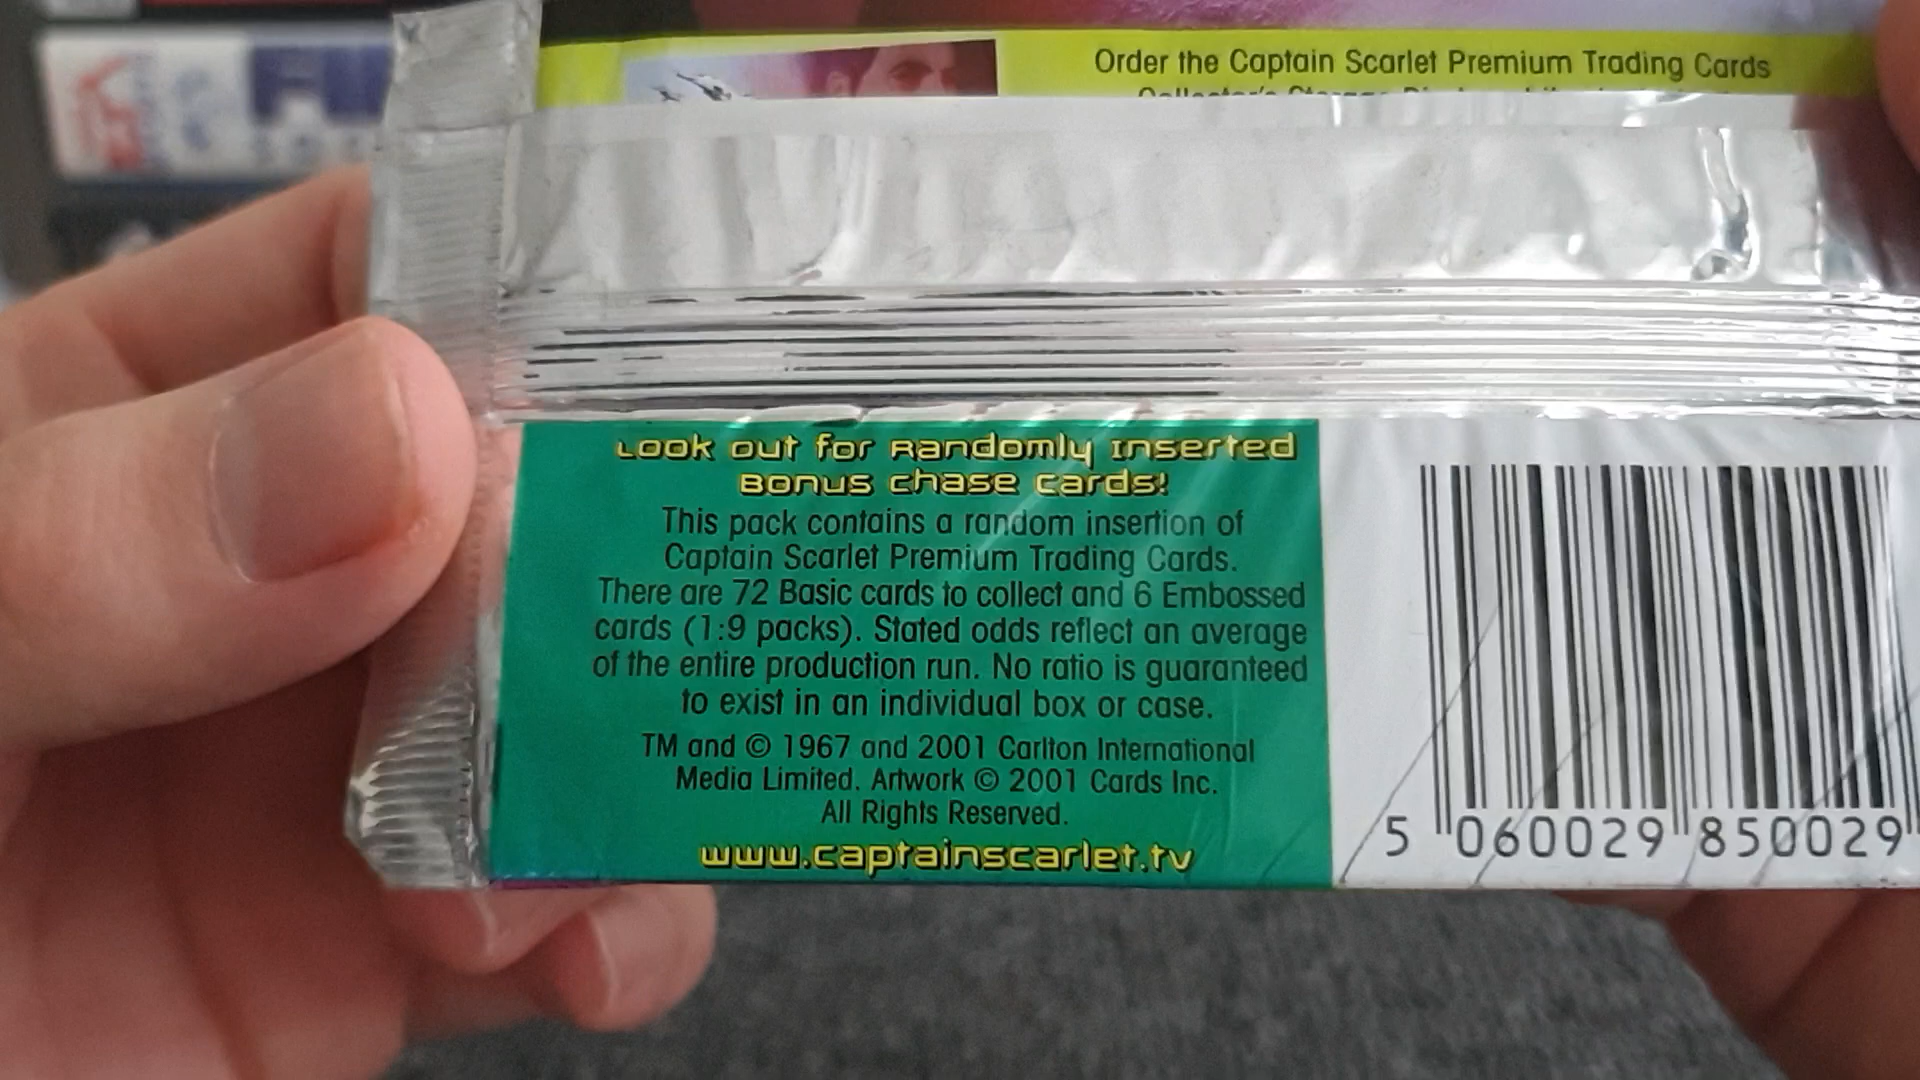 Order the Captain Scarlet Premium Trading Cards
Look out for Randomly Inserted
Bonus Chase Cards!
This pack contains a random insertion of
Captain Scarlet Premium Trading Cards.
There are 72 Basic cards to collect and 6 Embossed
cards (1:9 packs). Stated odds reflect an average
of the entire production run. No ratio is guaranteed
to exist in an individual box or case.
TM and © 1967 and 2001 Carlton International
Media Limited. Artwork © 2001 Cards Inc.
All Rights Reserved.
www.captainscarlet.tv
5 060029 850029